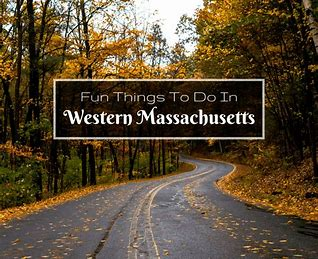 Fun Things To Do In
Western Massachusetts